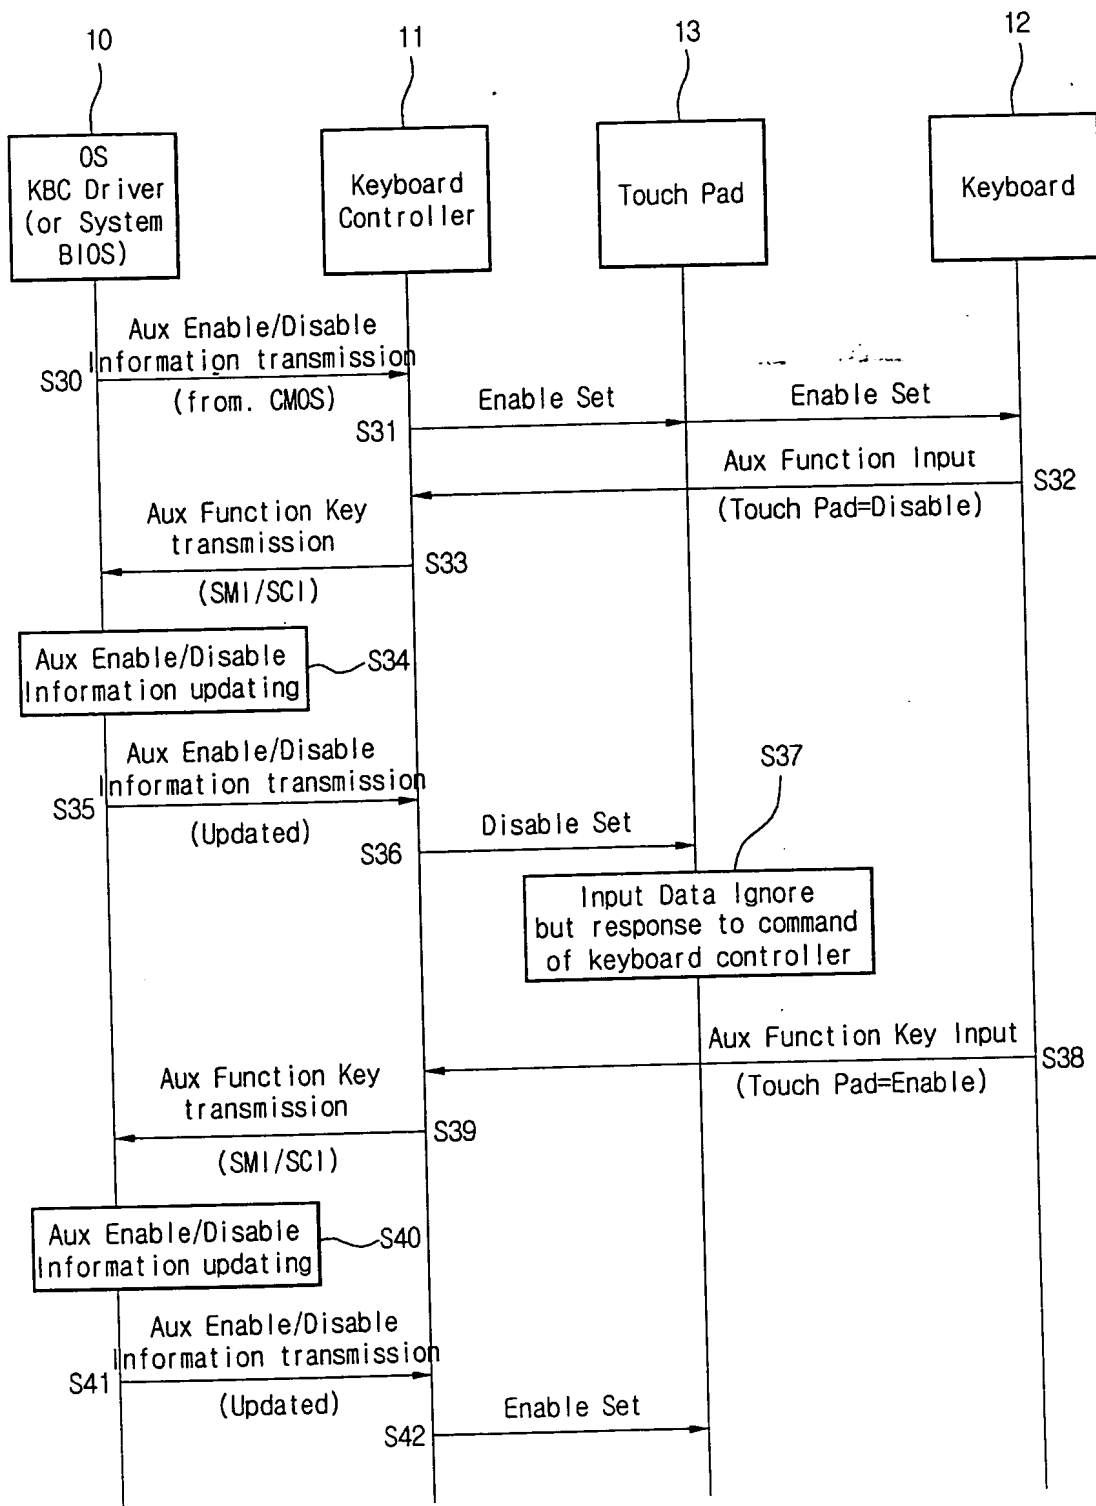 10
11
13
12
OS
KBC Driver
(or System
BIOS)
Keyboard
Controller
Touch Pad
Keyboard
Aux Enable/Disable
Information transmission
S30
(from. CMOS)
S31
Enable Set
Enable Set
Aux Function Input
S32
(Touch Pad=Disable)
Aux Function Key
transmission
S33
(SMI/SCI)
Aux Enable/Disable
Information updating
S34
Aux Enable/Disable
Information transmission
S35
(Updated)
S36
Disable Set
S37
Input Data Ignore
but response to command
of keyboard controller
Aux Function Key Input
S38
(Touch Pad=Enable)
Aux Function Key
transmission
S39
(SMI/SCI)
Aux Enable/Disable
Information updating
S40
Aux Enable/Disable
Information transmission
S41
(Updated)
S42
Enable Set